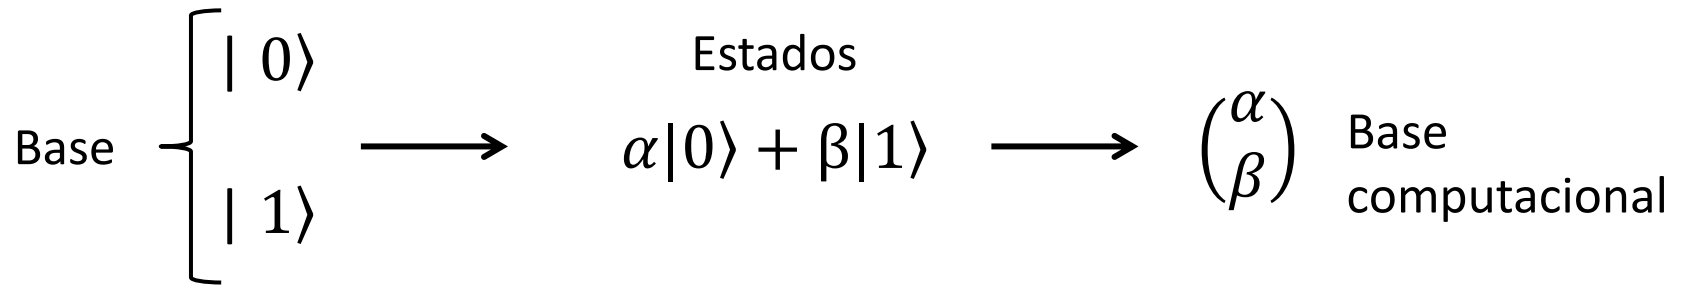 Base
| 0⟩
| 1⟩
Estados
α|0⟩ + β|1⟩
(α
β)
Base
computacional